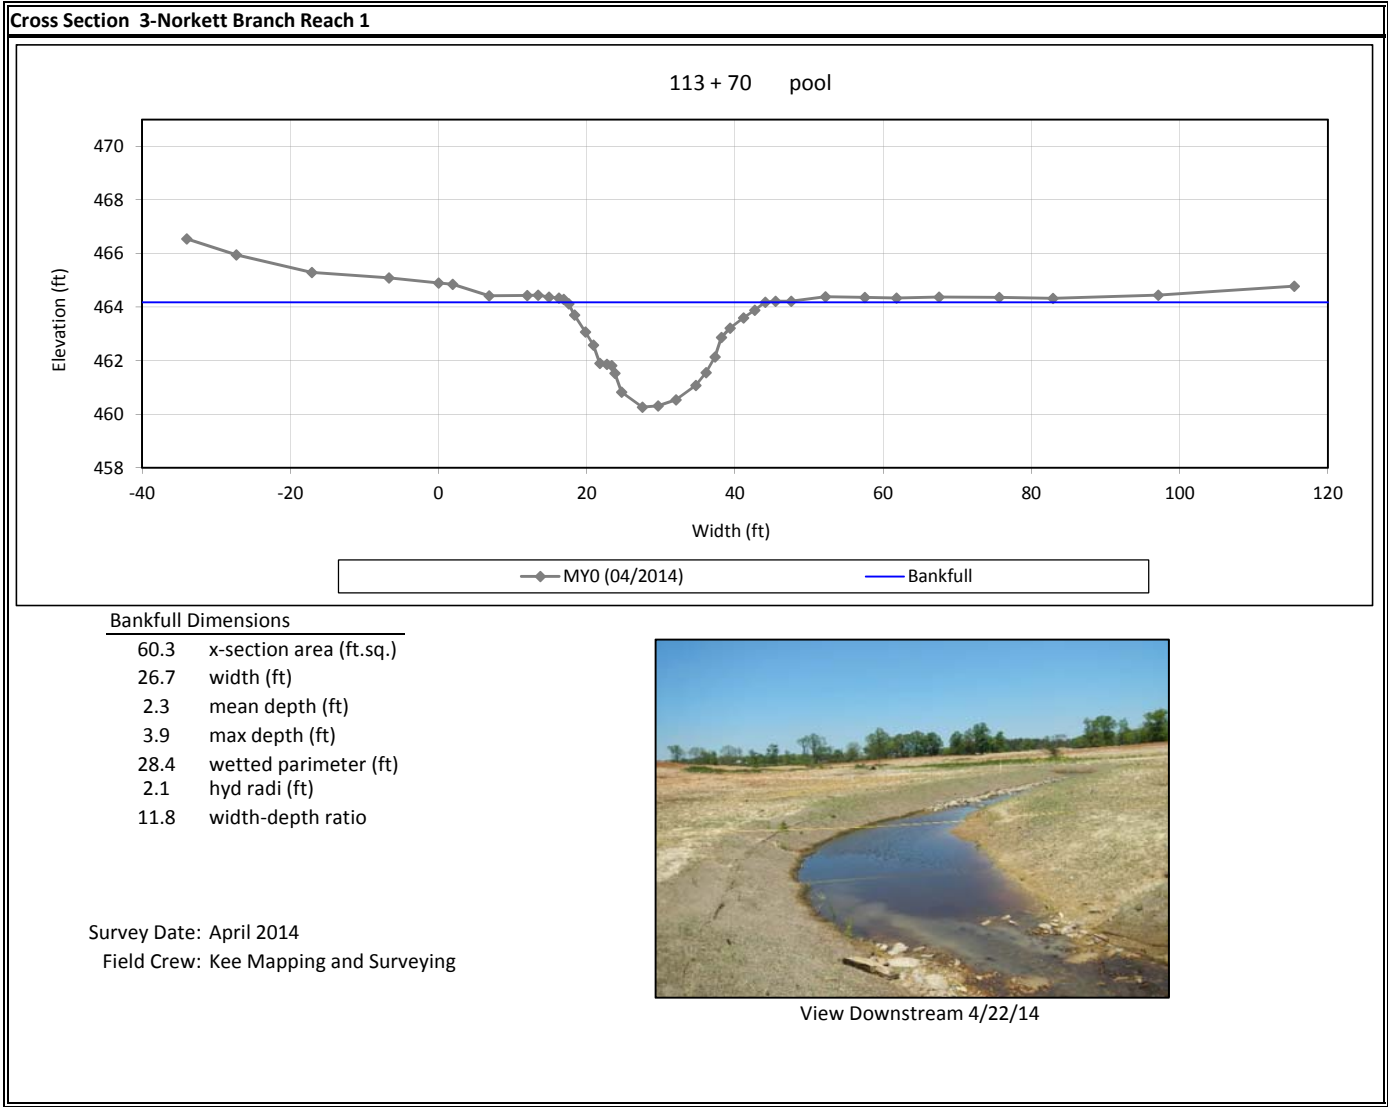 Cross Section 3-Norkett Branch Reach 1
113 + 70 pool
470
468
466
464
462
460
458
Elevation (ft)
-40 -20 0 20 40 60 80 100 120
Width (ft)
MY0 (04/2014) Bankfull
Bankfull Dimensions
60.3 x-section area (ft.sq.)
26.7 width (ft)
2.3 mean depth (ft)
3.9 max depth (ft)
28.4 wetted parimeter (ft)
2.1 hyd radi (ft)
11.8 width-depth ratio
Survey Date: April 2014
Field Crew: Kee Mapping and Surveying
View Downstream 4/22/14